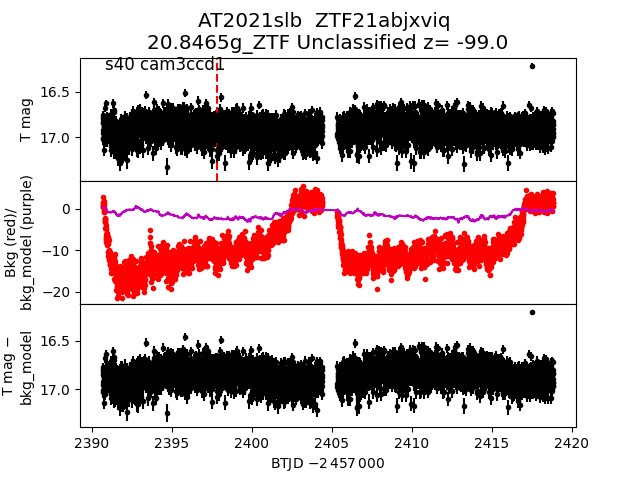 AT2021slb  ZTF21abjxviq
20.8465g_ZTF Unclassified z= -99.0
s40 cam3ccd1
T mag
16.5
17.0
Bkg (red)/
bkg_model (purple)
0
−10
−20
T mag −
bkg_model
16.5
17.0
2390
2395
2400
2405
2410
2415
2420
BTJD −2 457 000